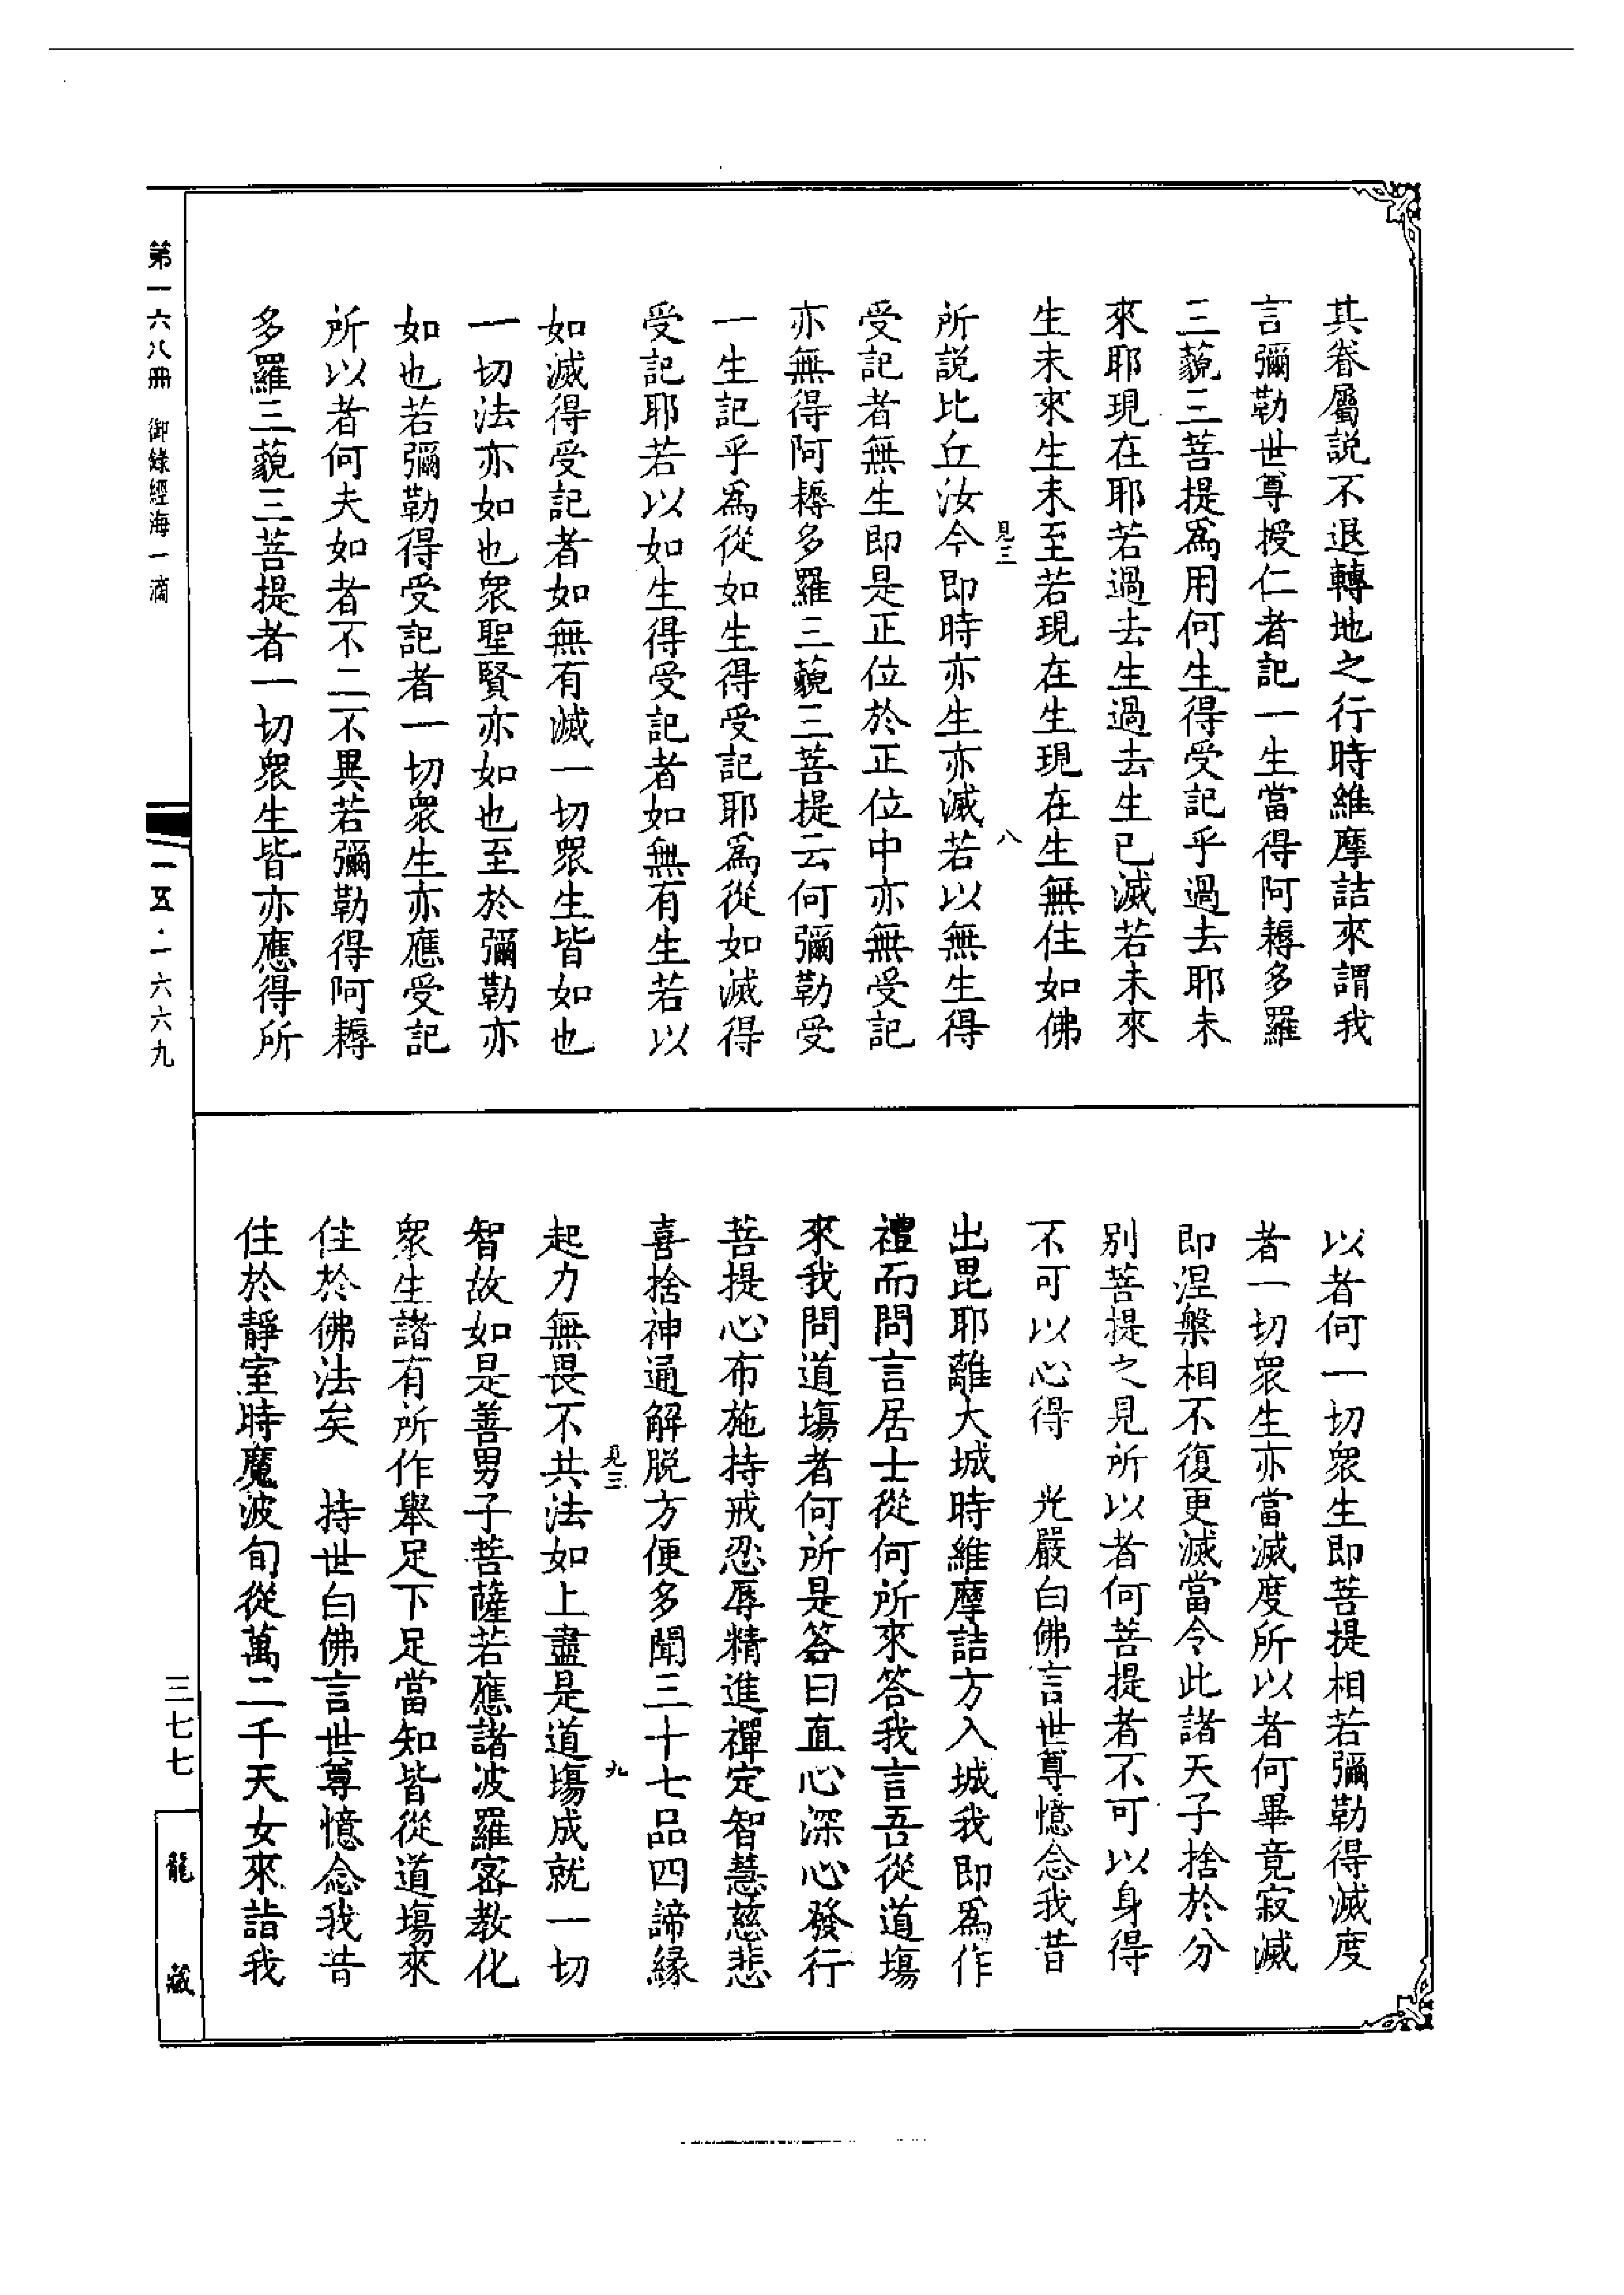 其眷屬説不退轉地之行時維摩詰來謂我
言彌勒世尊授仁者記一生當得阿耨多羅
三藐三菩提爲用何生得受記乎過去耶未
來耶現在耶若過去生過去生已滅若未來
生未來生未至若現在生現在生無住如佛
見三
八
所説比丘汝今即時亦生亦滅若以無生得
受記者無生即是正位於正位中亦無受記
亦無得阿耨多羅三藐三菩提云何彌勒受
一生記乎爲從如生得受記耶爲從如滅得
受記耶若以如生得受記者如無有生若以
如滅得受記者如無有滅一切眾生皆如也
一切法亦如也衆聖賢亦如也至於彌勒亦
如也若彌勒得受記者一切衆生亦應受記
所以者何夫如者不二不異若彌勒得阿耨
多羅三藐三菩提者一切衆生皆亦應得所
以者何一切衆生即菩提相若彌勒得滅度
者一切衆生亦當滅度所以者何畢竟寂滅
即涅槃相不復更滅當令此諸天子捨於分
別菩提之見所以者何菩提者不可以身得
不可以心得　光嚴白佛言世尊憶念我昔
出毘耶離大城時維摩詰方入城我即爲作
禮而問言居士從何所來答我言吾從道場
來我問道場者何所是答曰直心深心發行
菩提心布施持戒忍辱精進禪定智慧慈悲
喜捨神通解脱方便多聞三十七品四諦緣
見三
九
起力無畏不共法如上盡是道場成就一切
智故如是善男子菩薩若應諸波羅密教化
衆生諸有所作舉足下足當知皆從道場來
住於佛法矣　持世白佛言世尊憶念我昔
住於靜室時魔波旬從萬二千天女來詣我
第一六八冊　御錄經海一滴
一五·一六六九
三七七
龍藏